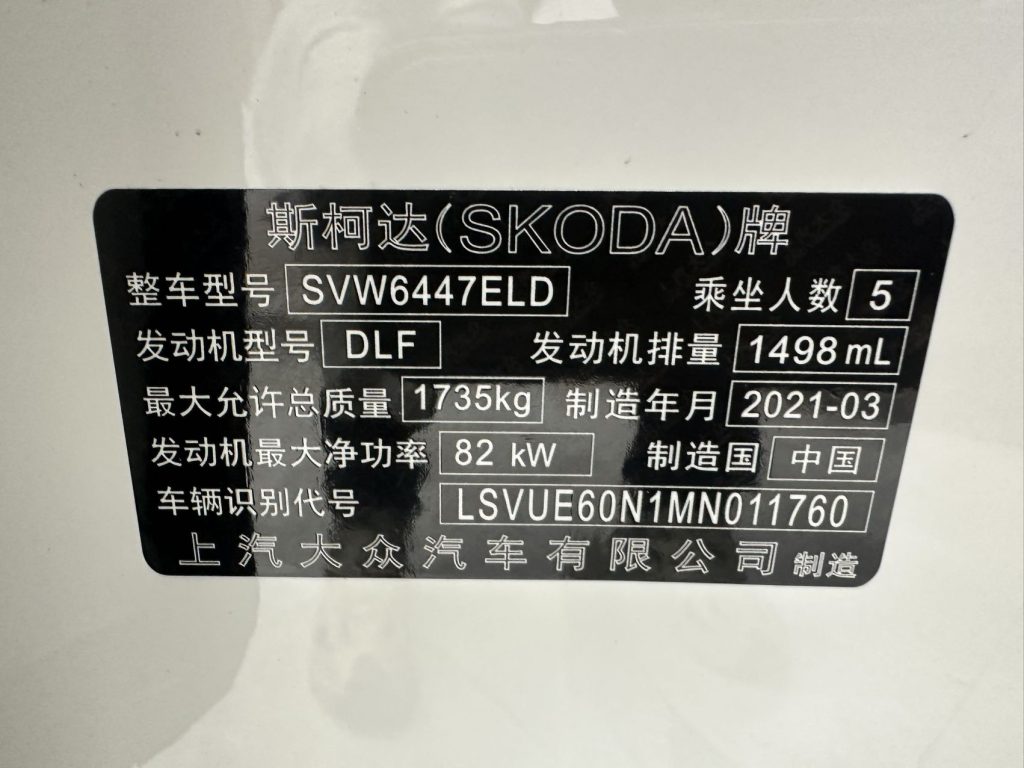 斯柯达(SKODA)牌
整车型号 SVW6447ELD 乘坐人数 5
发动机型号 DLF 发动机排量 1498 mL
最大允许总质量 1735kg 制造年月 2021-03
发动机最大净功率 82 kW 制造国 中国
车辆识别代号 LSVUE60N1MN011760
上汽大众汽车有限公司 制造